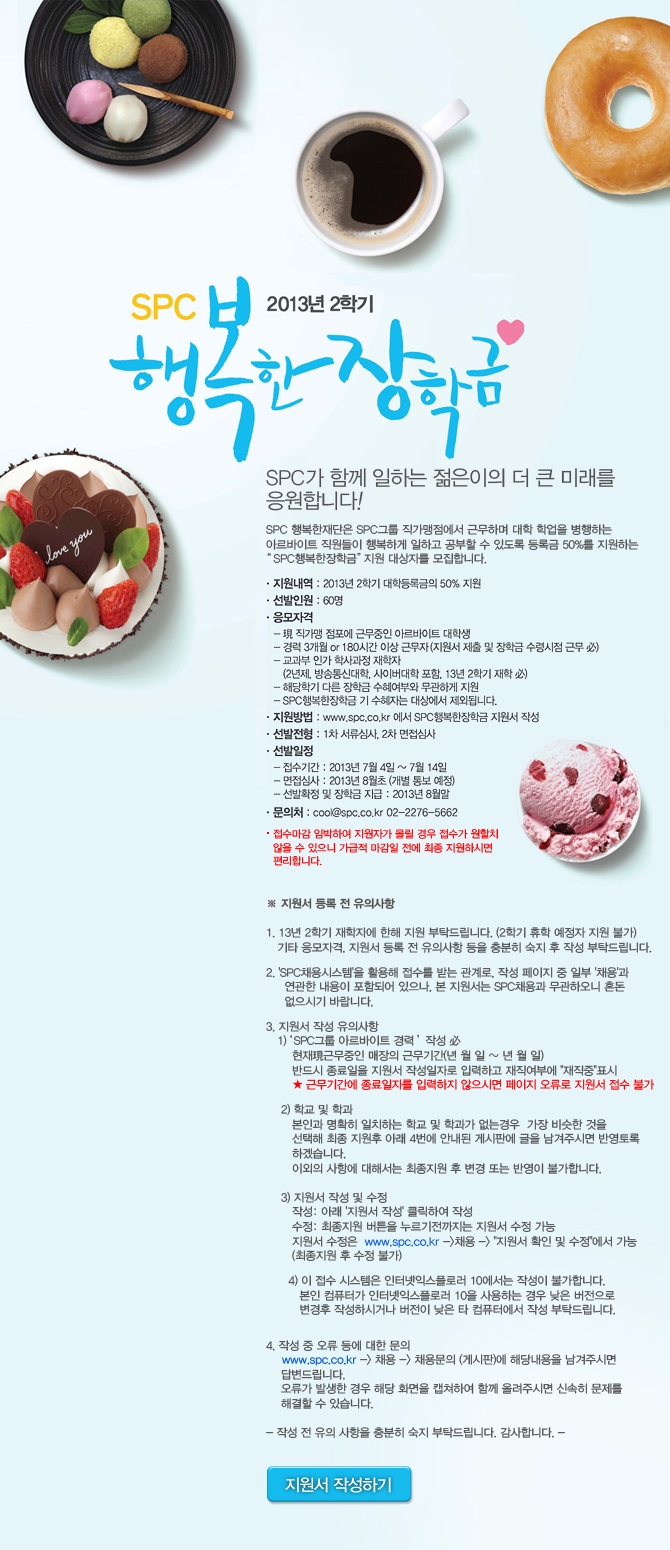 SPC 2013년 2학기
행복한 장학금
love you
SPC가 함께 일하는 젊은이의 더 큰 미래를
응원합니다!
SPC 행복한재단은 SPC그룹 직가맹점에서 근무하며 대학 학업을 병행하는
아르바이트 직원들이 행복하게 일하고 공부할 수 있도록 등록금 50%를 지원하는
“SPC행복한장학금” 지원 대상자를 모집합니다.
· 지원내역 : 2013년 2학기 대학등록금의 50% 지원
· 선발인원 : 60명
· 응모자격
- 現 직가맹 점포에 근무중인 아르바이트 대학생
- 경력 3개월 or 180시간 이상 근무자(지원서 제출 및 장학금 수령시점 근무 必)
- 교과부 인가 학사과정 재학자
(2년제, 방송통신대학, 사이버대학 포함, 13년 2학기 재학 必)
- 해당학기 다른 장학금 수혜여부와 무관하게 지원
- SPC행복한장학금 기 수혜자는 대상에서 제외됩니다.
· 지원방법 : www.spc.co.kr 에서 SPC행복한장학금 지원서 작성
· 선발전형 : 1차 서류심사, 2차 면접심사
· 선발일정
- 접수기간 : 2013년 7월 4일 ~ 7월 14일
- 면접심사 : 2013년 8월초 (개별 통보 예정)
- 선발확정 및 장학금 지급 : 2013년 8월말
· 문의처 : cool@spc.co.kr 02-2276-5662
· 접수마감 임박하여 지원자가 몰릴 경우 접수가 원할치
않을 수 있으니 가급적 마감일 전에 최종 지원하시면
편리합니다.
※ 지원서 등록 전 유의사항
1. 13년 2학기 재학자에 한해 지원 부탁드립니다. (2학기 휴학 예정자 지원 불가)
기타 응모자격, 지원서 등록 전 유의사항 등을 충분히 숙지 후 작성 부탁드립니다.
2. 'SPC채용시스템'을 활용해 접수를 받는 관계로, 작성 페이지 중 일부 '채용'과
연관한 내용이 포함되어 있으나, 본 지원서는 SPC채용과 무관하오니 혼돈
없으시기 바랍니다.
3. 지원서 작성 유의사항
1) 'SPC그룹 아르바이트 경력 ' 작성 必
현재現근무중인 매장의 근무기간(년 월 일 ~ 년 월 일)
반드시 종료일을 지원서 작성일자로 입력하고 재직여부에 "재직중"표시
★ 근무기간에 종료일자를 입력하지 않으시면 페이지 오류로 지원서 접수 불가
2) 학교 및 학과
본인과 명확히 일치하는 학교 및 학과가 없는경우 가장 비슷한 것을
선택해 최종 지원후 아래 4번에 안내된 게시판에 글을 남겨주시면 반영토록
하겠습니다.
이외의 사항에 대해서는 최종지원 후 변경 또는 반영이 불가합니다.
3) 지원서 작성 및 수정
작성: 아래 '지원서 작성' 클릭하여 작성
수정: 최종지원 버튼을 누르기전까지는 지원서 수정 가능
지원서 수정은 www.spc.co.kr ->채용 -> "지원서 확인 및 수정"에서 가능
(최종지원 후 수정 불가)
4) 이 접수 시스템은 인터넷익스플로러 10에서는 작성이 불가합니다.
본인 컴퓨터가 인터넷익스플로러 10을 사용하는 경우 낮은 버전으로
변경후 작성하시거나 버전이 낮은 타 컴퓨터에서 작성 부탁드립니다.
4. 작성 중 오류 등에 대한 문의
www.spc.co.kr -> 채용 -> 채용문의 (게시판)에 해당내용을 남겨주시면
답변드립니다.
오류가 발생한 경우 해당 화면을 캡쳐하여 함께 올려주시면 신속히 문제를
해결할 수 있습니다.
- 작성 전 유의 사항을 충분히 숙지 부탁드립니다. 감사합니다. -
지원서 작성하기